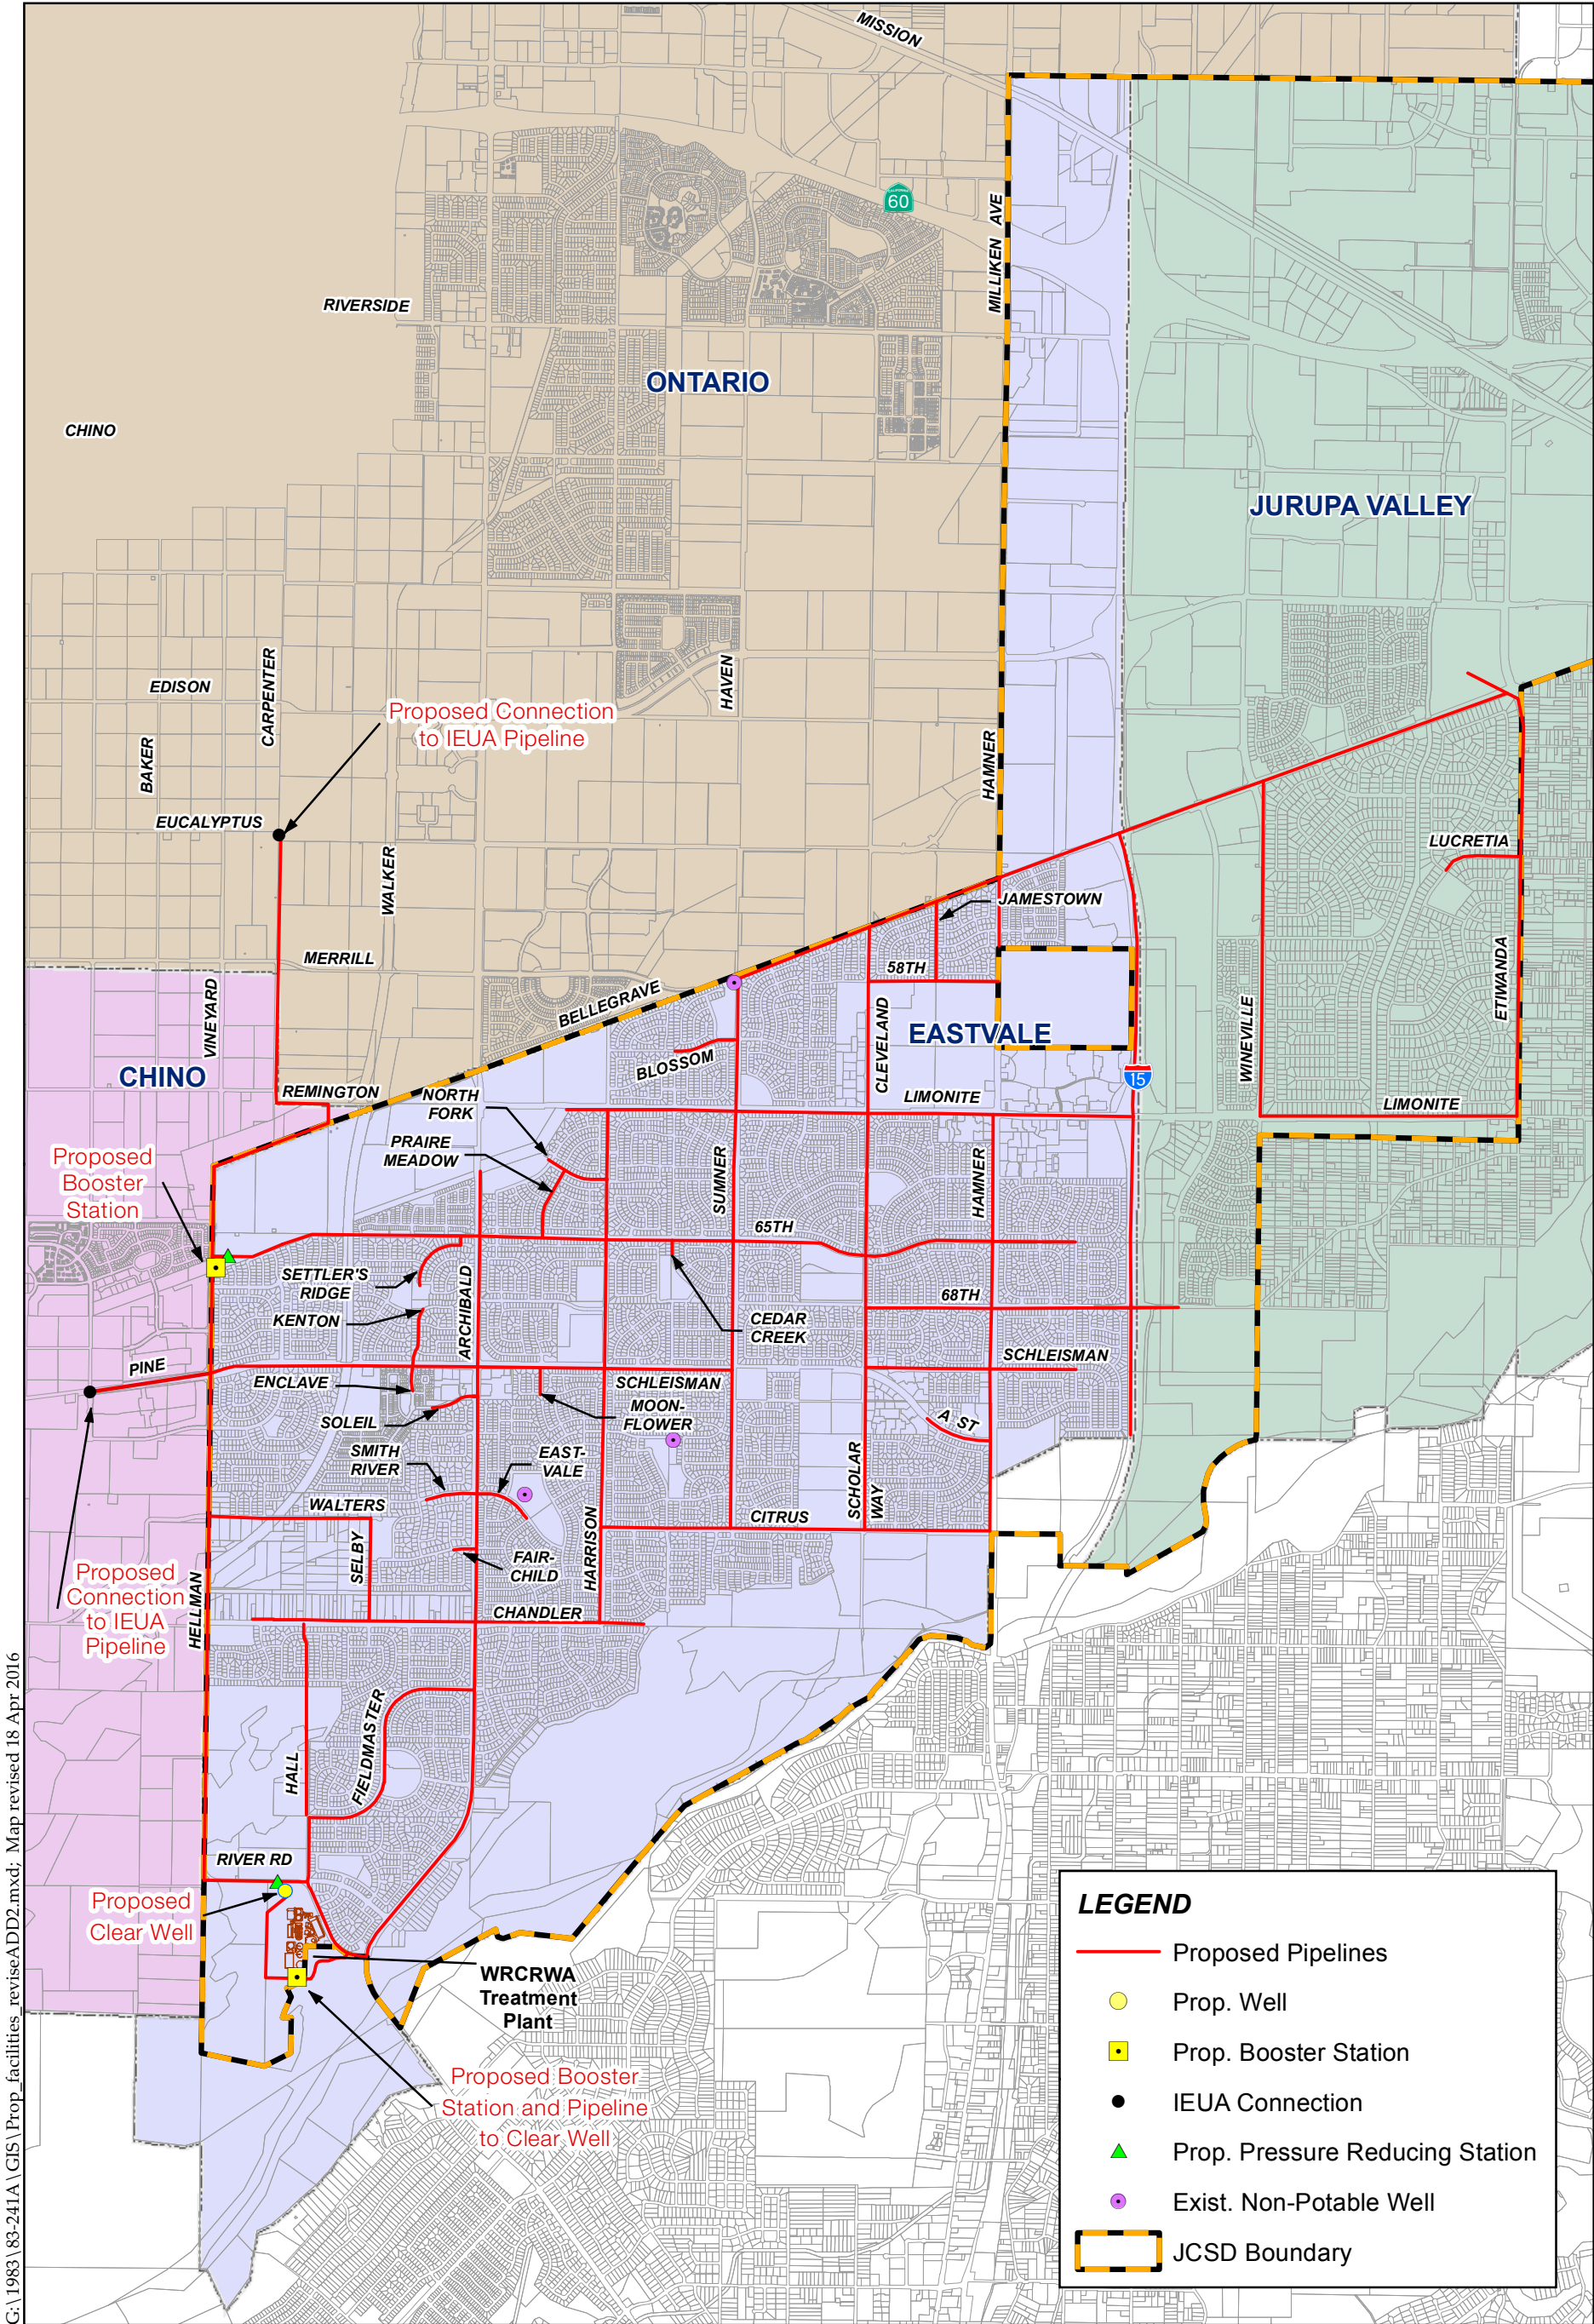 MISSION
60
MILLIKEN AVE
RIVERSIDE
ONTARIO
CHINO
JURUPA VALLEY
EDISON
CARPENTER
HAVEN
Proposed Connection
to IEUA Pipeline
BAKER
HAMNER
EUCALYPTUS
WALKER
LUCRETIA
JAMESTOWN
MERRILL
58TH
ETIWANDA
VINEYARD
BELLEGRAVE
CLEVELAND
EASTVALE
WINEVILLE
BLOSSOM
CHINO
15
REMINGTON
NORTH
FORK
LIMONITE
LIMONITE
PRAIRE
MEADOW
Proposed
Booster
Station
SUMNER
HAMNER
65TH
SETTLER'S
RIDGE
ARCHIBALD
68TH
KENTON
CEDAR
CREEK
PINE
SCHLEISMAN
ENCLAVE
SCHLEISMAN
SOLEIL
MOON-
FLOWER
A ST
SMITH
RIVER
EAST-
VALE
SCHOLAR
WAY
WALTERS
CITRUS
SELBY
HARRISON
FAIR-
CHILD
Proposed
Connection
to IEUA
Pipeline
HELLMAN
CHANDLER
FIELDMASTER
HALL
RIVER RD
Proposed
Clear Well
WRCRWA
Treatment
Plant
Proposed Booster
Station and Pipeline
to Clear Well
LEGEND
Proposed Pipelines
Prop. Well
Prop. Booster Station
IEUA Connection
Prop. Pressure Reducing Station
Exist. Non-Potable Well
JCSD Boundary
G:\1983\83-241A\GIS\Prop_facilities_reviseADD2.mxd; Map revised 18 Apr 2016